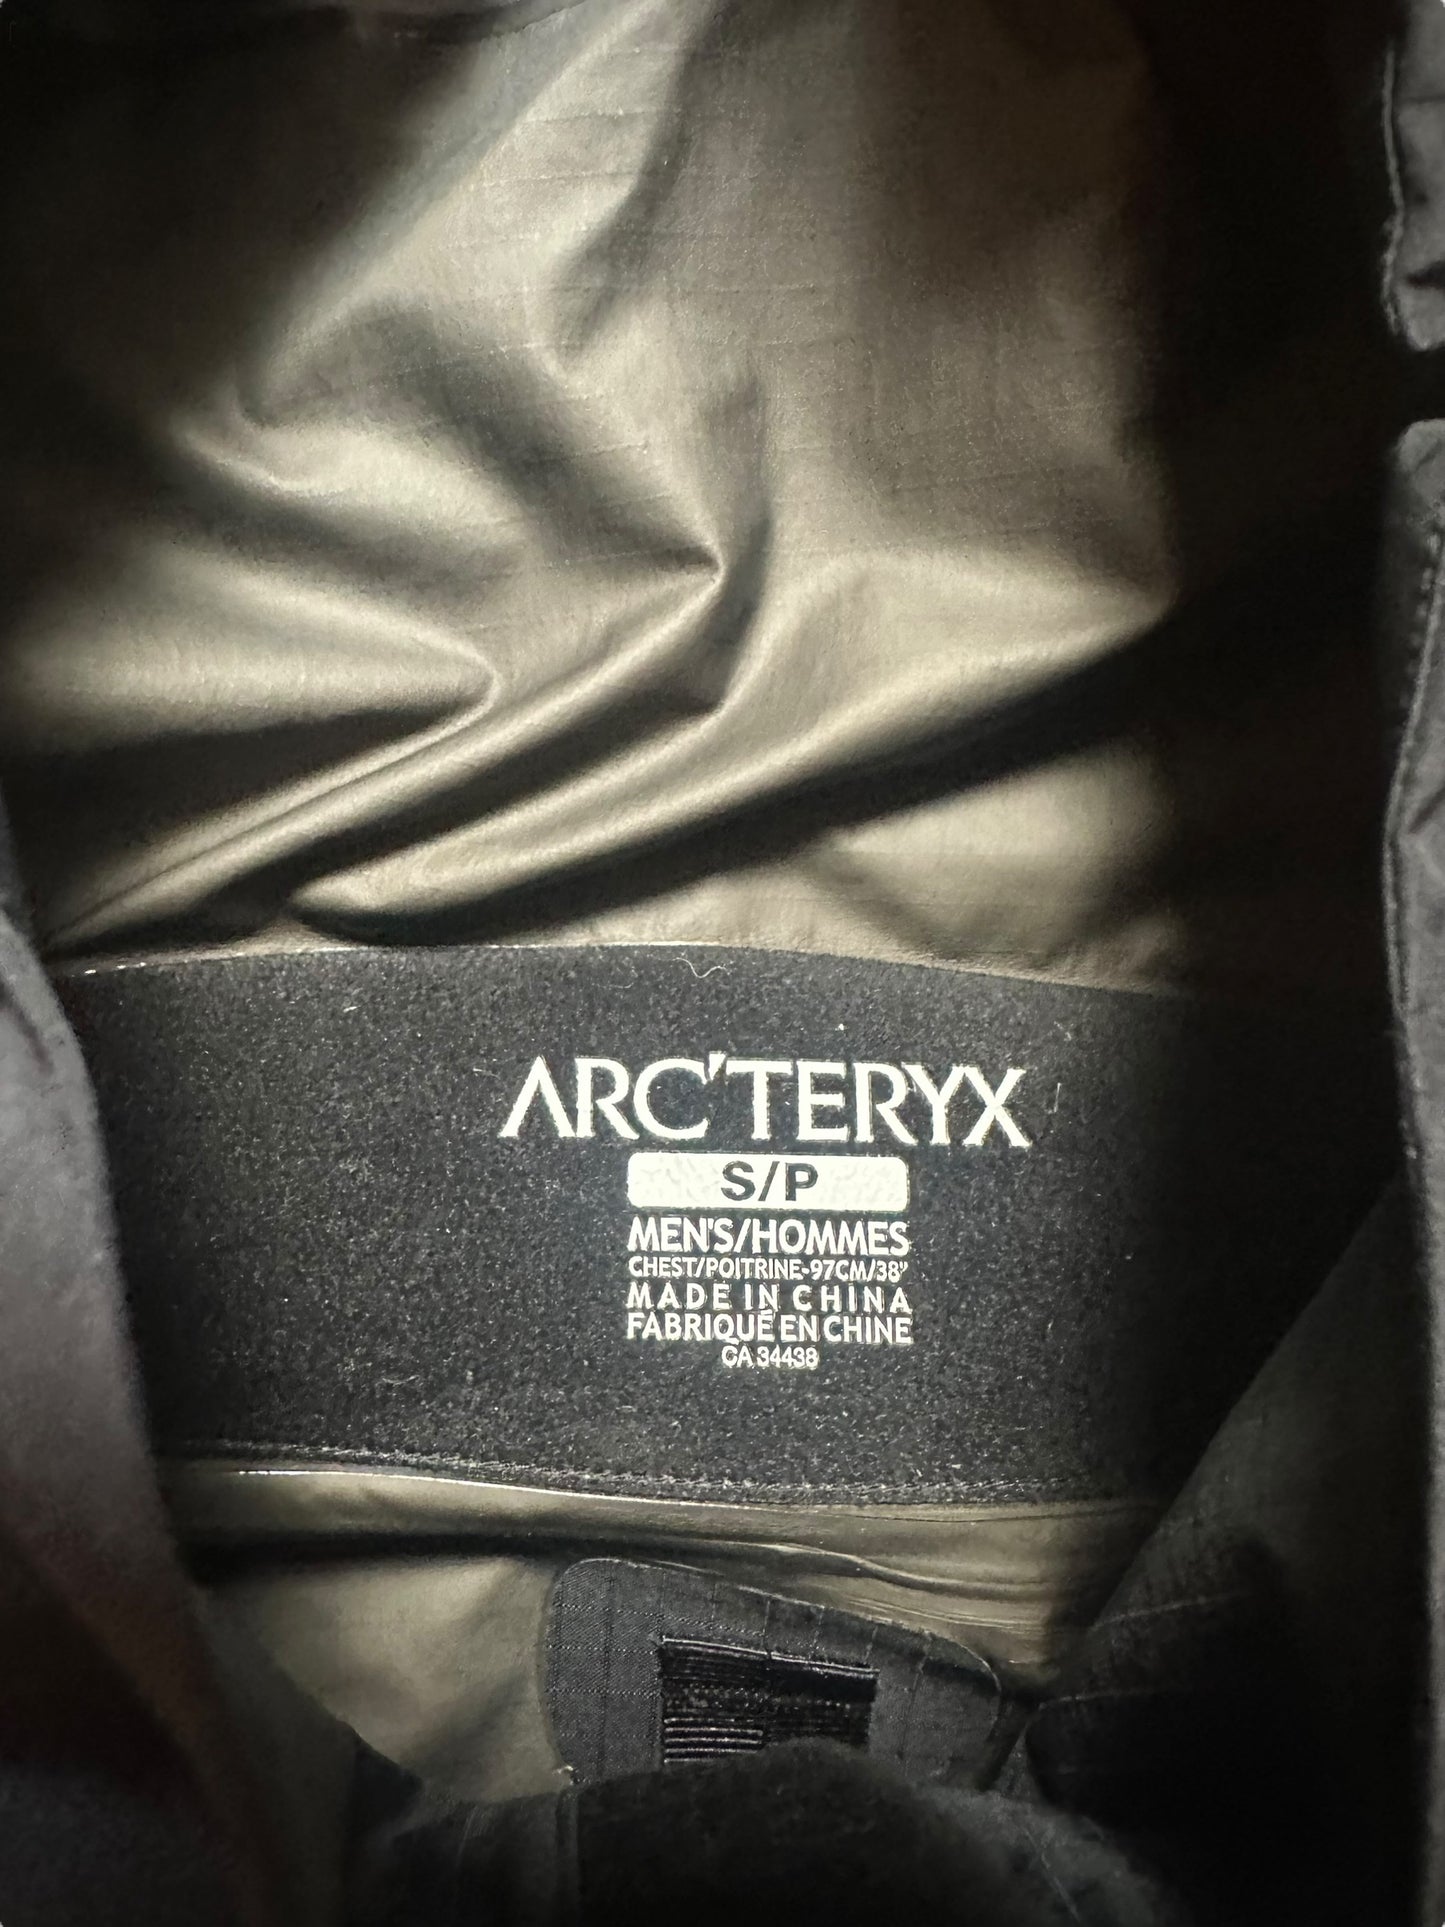 ARC'TERYX
S/P
MEN'S/HOMMES
CHEST/POITRINE-97CM/38"
MADE IN CHINA
FABRIQUÉ EN CHINE
CA 34438